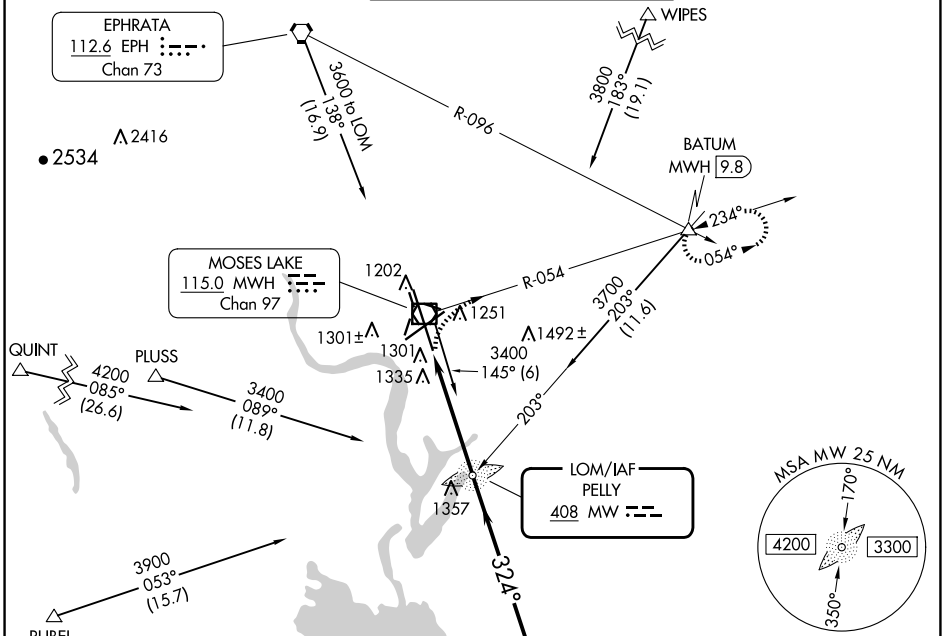 EPHRATA
112.6 EPH
Chan 73
WIPES
3600 to LOM
138°
(16.9)
3800
183°
(19.1)
2416
2534
R-096
BATUM
MWH 9.8
234°
054°
MOSES LAKE
115.0 MWH
Chan 97
1202
R-054
1251
3700
203°
(11.6)
1301±
1301
1492±
3400
145° (6)
1335
QUINT
4200
085°
(26.6)
PLUSS
3400
089°
(11.8)
203°
LOM/IAF
PELLY
408 MW
1357
MSA MW 25 NM
170°
4200
3300
350°
3900
053°
(15.7)
324°